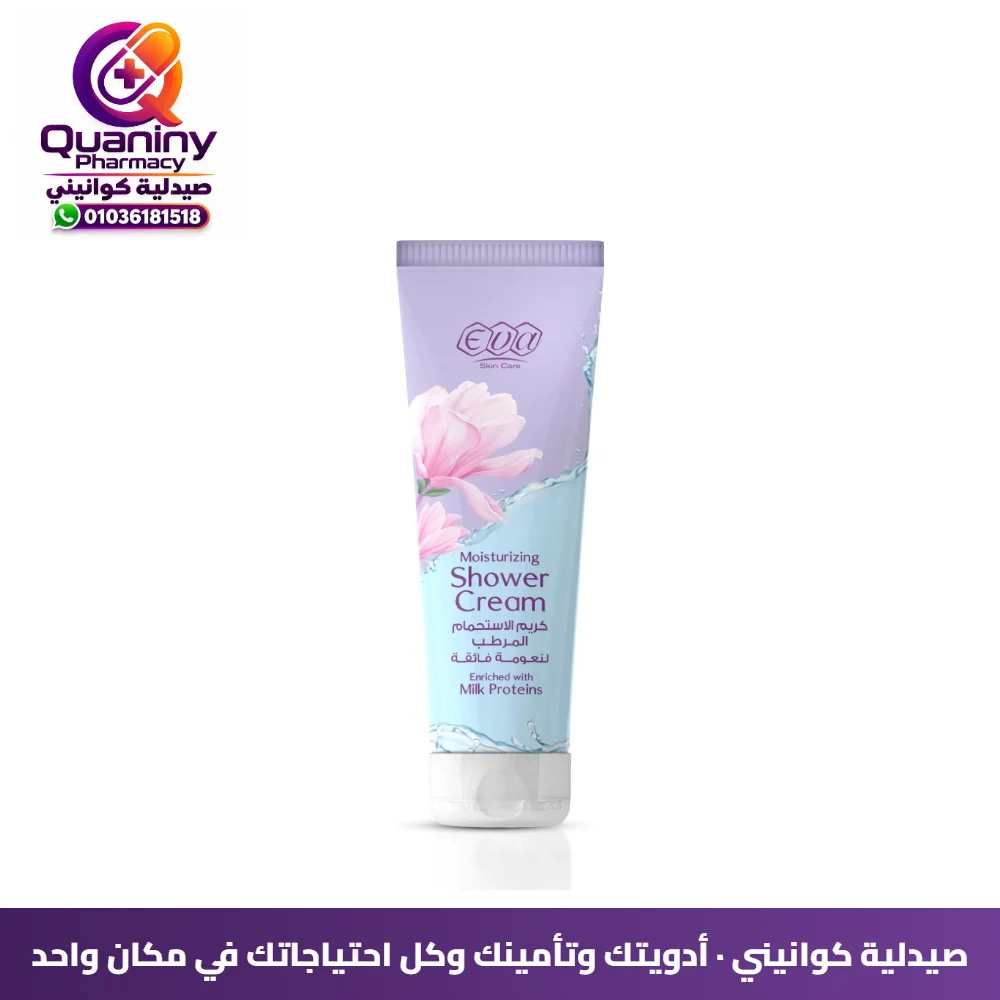 Quaniny
Pharmacy
صيدلية كوانيني
01036181518
Eva
Skin Care
Moisturizing
Shower
Cream
كريم الاستحمام
المرطب
لنعومة فائقة
Enriched with
Milk Proteins
صيدلية كوانيني · أدويتك وتأمينك وكل احتياجاتك في مكان واحد